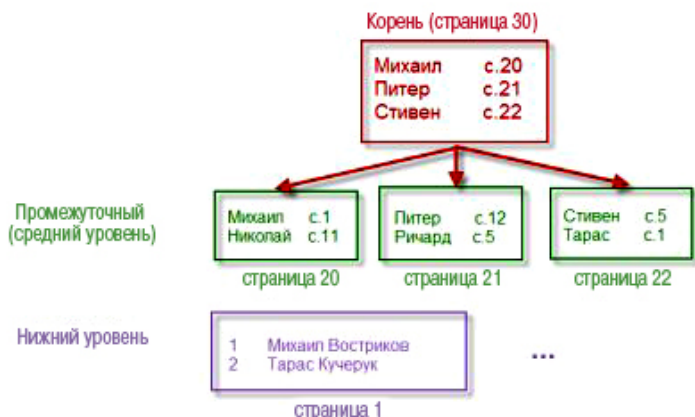 Корень (страница 30)
Михаил с.20
Питер с.21
Стивен с.22
Промежуточный
(средний уровень)
Михаил с.1
Николай с.11
Питер с.12
Ричард с.5
Стивен с.5
Тарас с.1
страница 20
страница 21
страница 22
Нижний уровень
1 Михаил Востриков
2 Тарас Кучерук
...
страница 1